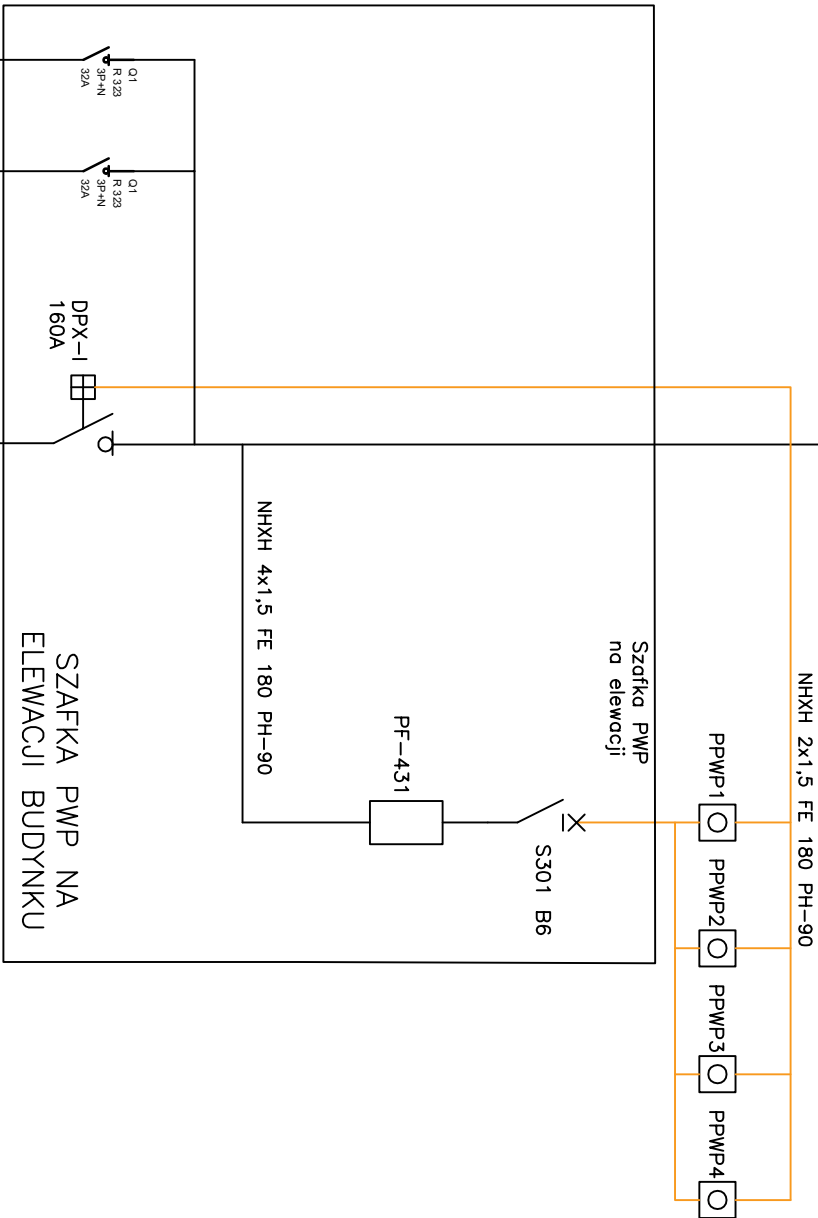 NHXH 2x1,5 FE 180 PH-90
PPWP1
PPWP2
PPWP3
PPWP4
Szafka PWP
na elewacji
S301 B6
PF-431
NHXH 4x1,5 FE 180 PH-90
Q1
R 323
3P+N
32A
Q1
R 323
3P+N
32A
DPX-I
160A
SZAFKA PWP NA
ELEWACJI BUDYNKU